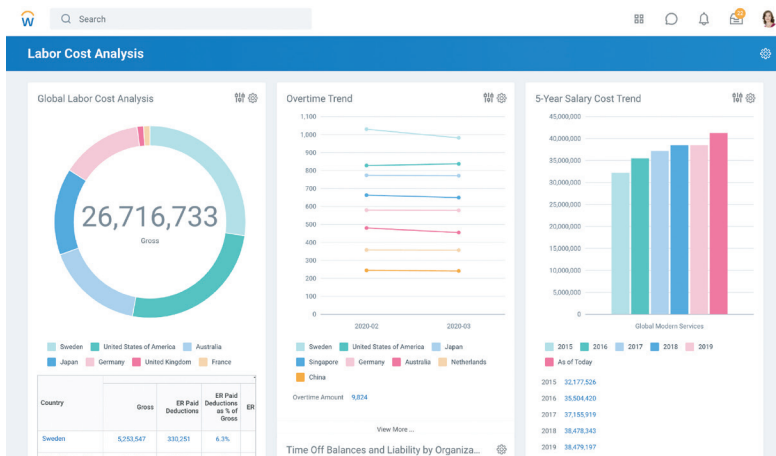 Search
22
Labor Cost Analysis
Global Labor Cost Analysis
26,716,733
Gross
Sweden United States of America Australia
Japan Germany United Kingdom France
Country Gross ER Paid Deductions ER Paid Deductions as % of Gross ER
Sweden 5,253,547 330,251 6.3%
Overtime Trend
1,100
1,000
900
800
700
600
500
400
300
200
100
0
2020-02 2020-03
Sweden United States of America Japan
Singapore Germany Australia Netherlands
China
Overtime Amount 9,824
View More ...
Time Off Balances and Liability by Organiza...
5-Year Salary Cost Trend
45,000,000
40,000,000
35,000,000
30,000,000
25,000,000
20,000,000
15,000,000
10,000,000
5,000,000
0
Global Modern Services
2015 2016 2017 2018 2019
As of Today
2015 32,177,526
2016 35,504,420
2017 37,155,919
2018 38,478,343
2019 38,479,197